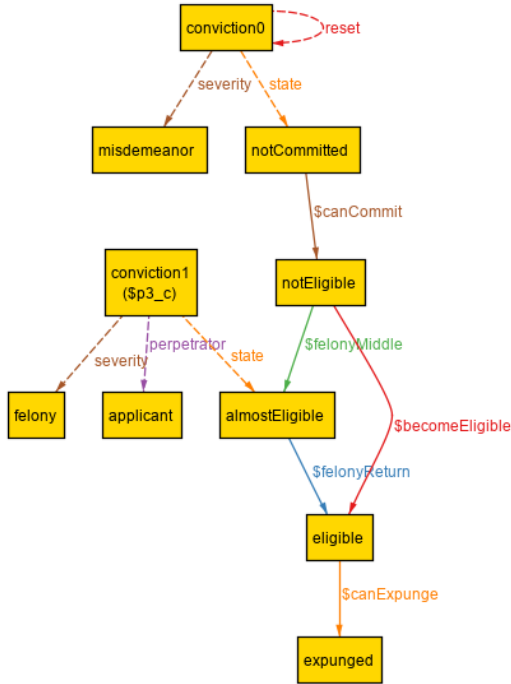 conviction0
reset
severity
state
misdemeanor
notCommitted
$canCommit
conviction1
($p3_c)
notEligible
perpetrator
$felonyMiddle
severity
state
felony
applicant
almostEligible
$becomeEligible
$felonyReturn
eligible
$canExpunge
expunged